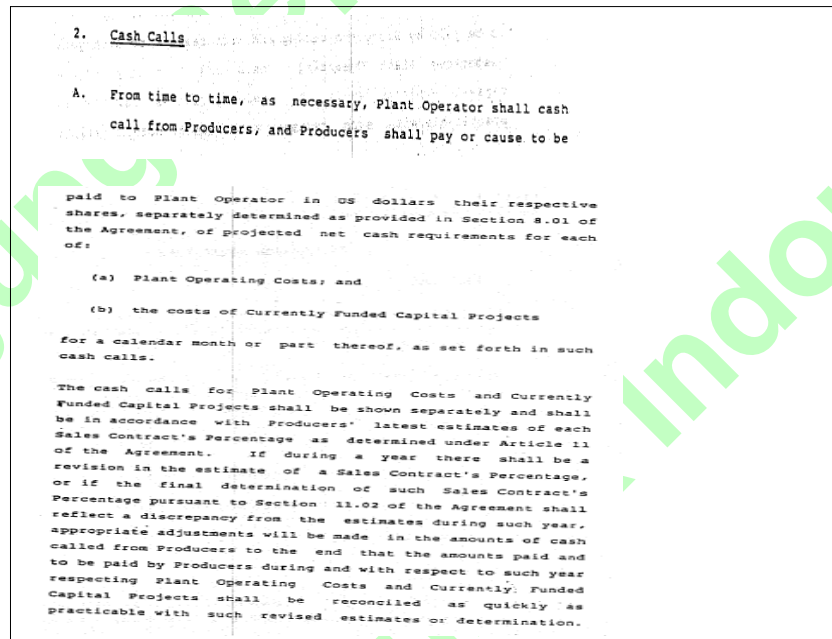 2. Cash Calls
A. From time to time, as necessary, Plant Operator shall cash
call from Producers, and Producers shall pay or cause to be
paid to Plant Operator in US dollars their respective
shares, separately determined as provided in Section 8.01 of
the Agreement, of projected net cash requirements for each
of:
(a) Plant Operating Costs; and
(b) the costs of Currently Funded Capital Projects
for a calendar month or part thereof, as set forth in such
cash calls.
The cash calls for Plant Operating Costs and Currently
Funded Capital Projects shall be shown separately and shall
be in accordance with Producers' latest estimates of each
Sales Contract's Percentage as determined under Article 11
of the Agreement. If during a year there shall be a
revision in the estimate of a Sales Contract's Percentage,
or if the final determination of such Sales Contract's
Percentage pursuant to Section 11.02 of the Agreement shall
reflect a discrepancy from the estimates during such year,
appropriate adjustments will be made in the amounts of cash
called from Producers to the end that the amounts paid and
to be paid by Producers during and with respect to such year
respecting Plant Operating Costs and Currently Funded
Capital Projects shall be reconciled as quickly as
practicable with such revised estimates or determination.
Indo